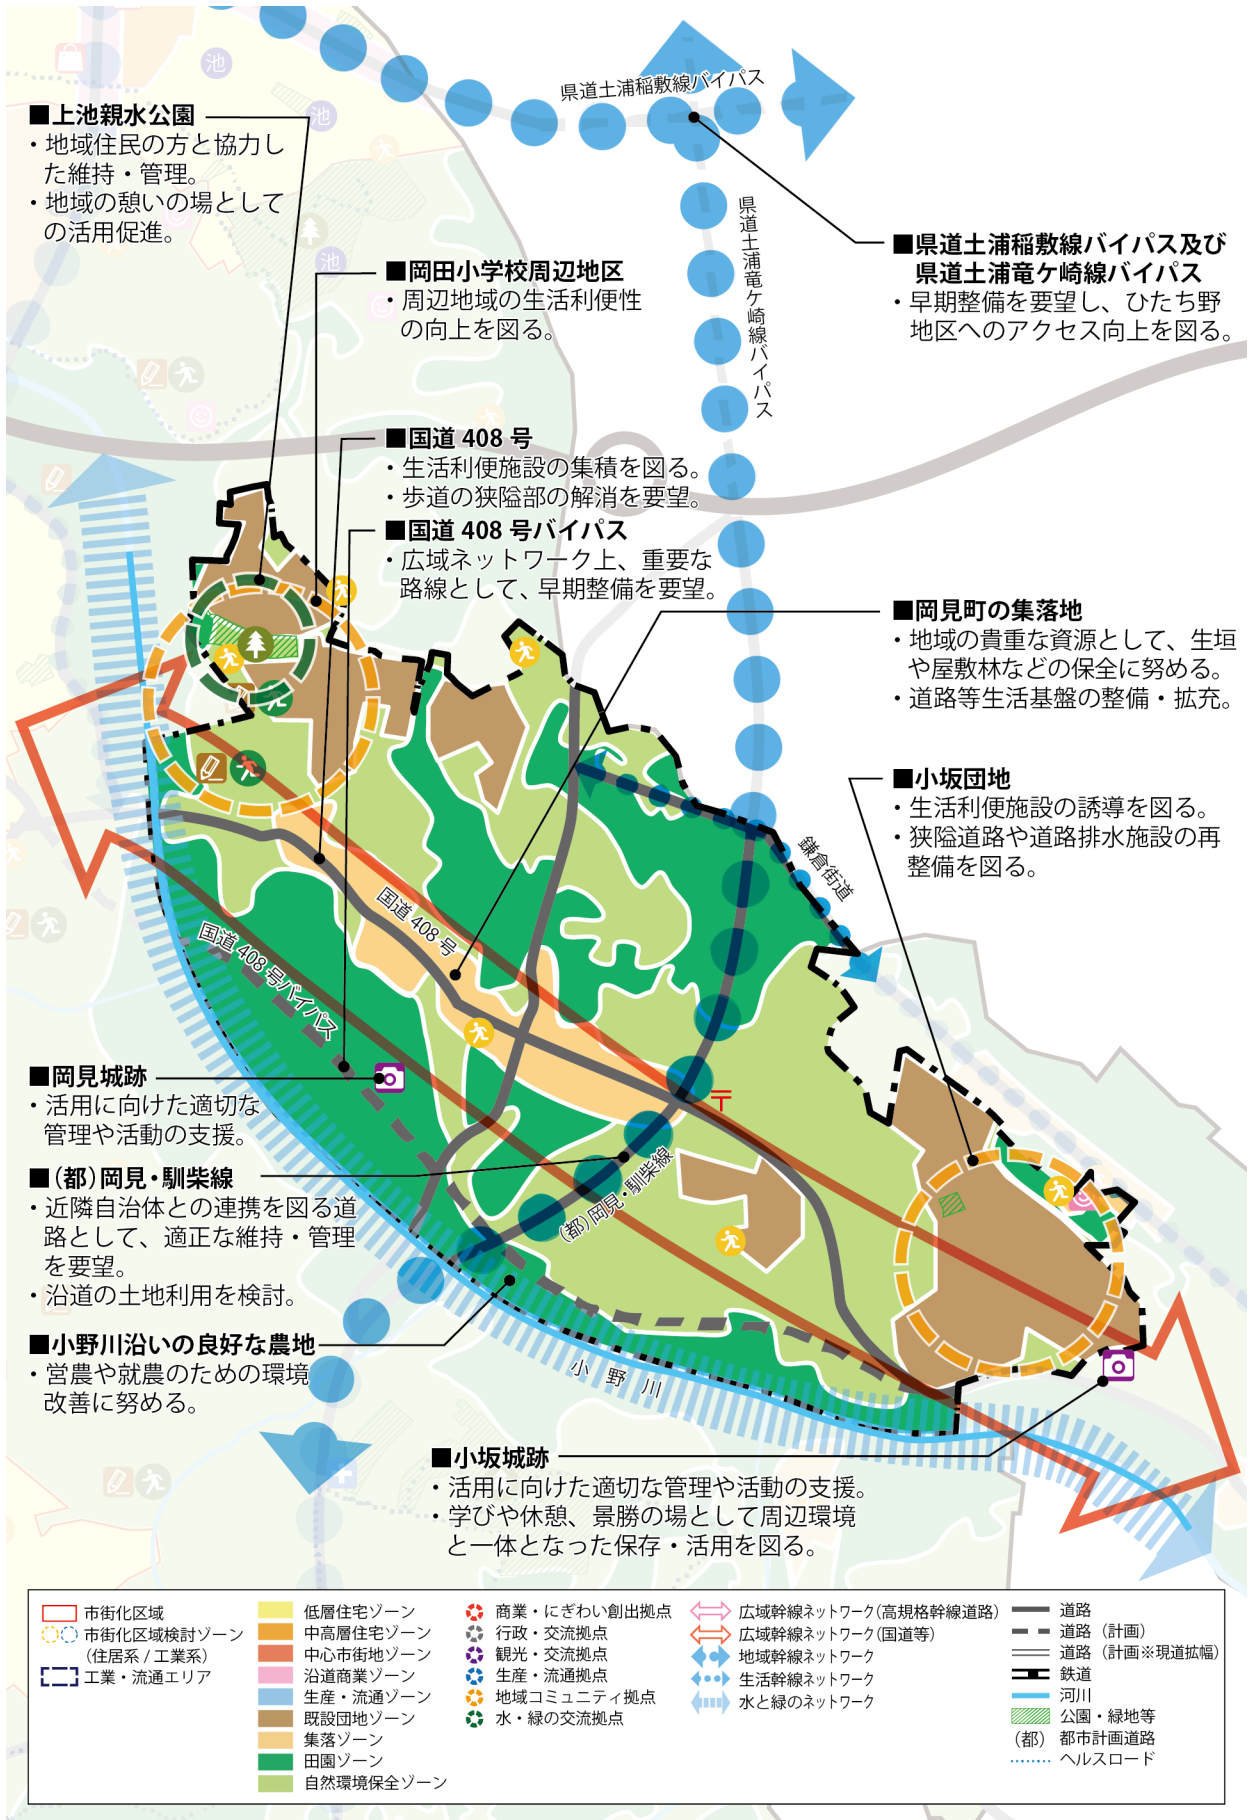 県道土浦稲敷線バイパス
県道土浦竜ケ崎線バイパス
■上池親水公園
・地域住民の方と協力し
た維持・管理。
・地域の憩いの場として
の活用促進。
池
池
池
■県道土浦稲敷線バイパス及び
県道土浦竜ケ崎線バイパス
・早期整備を要望し、ひたち野
地区へのアクセス向上を図る。
■岡田小学校周辺地区
・周辺地域の生活利便性
の向上を図る。
■国道 408 号
・生活利便施設の集積を図る。
・歩道の狭隘部の解消を要望。
■国道 408 号バイパス
・広域ネットワーク上、重要な
路線として、早期整備を要望。
■岡見町の集落地
・地域の貴重な資源として、生垣
や屋敷林などの保全に努める。
・道路等生活基盤の整備・拡充。
■小坂団地
・生活利便施設の誘導を図る。
・狭隘道路や道路排水施設の再
整備を図る。
鎌倉街道
国道 408 号
国道 408 号バイパス
〒
(都)岡見・馴柴線
小野川
■岡見城跡
・活用に向けた適切な
管理や活動の支援。
■(都)岡見・馴柴線
・近隣自治体との連携を図る道
路として、適正な維持・管理
を要望。
・沿道の土地利用を検討。
■小野川沿いの良好な農地
・営農や就農のための環境
改善に努める。
■小坂城跡
・活用に向けた適切な管理や活動の支援。
・学びや休憩、景勝の場として周辺環境
と一体となった保存・活用を図る。
市街化区域
市街化区域検討ゾーン
(住居系 / 工業系)
工業・流通エリア
低層住宅ゾーン
中高層住宅ゾーン
中心市街地ゾーン
沿道商業ゾーン
生産・流通ゾーン
既設団地ゾーン
集落ゾーン
田園ゾーン
自然環境保全ゾーン
商業・にぎわい創出拠点
行政・交流拠点
観光・交流拠点
生産・流通拠点
地域コミュニティ拠点
水・緑の交流拠点
広域幹線ネットワーク(高規格幹線道路)
広域幹線ネットワーク(国道等)
地域幹線ネットワーク
生活幹線ネットワーク
水と緑のネットワーク
道路
道路（計画）
道路（計画※現道拡幅）
鉄道
河川
公園・緑地等
(都) 都市計画道路
ヘルスロード